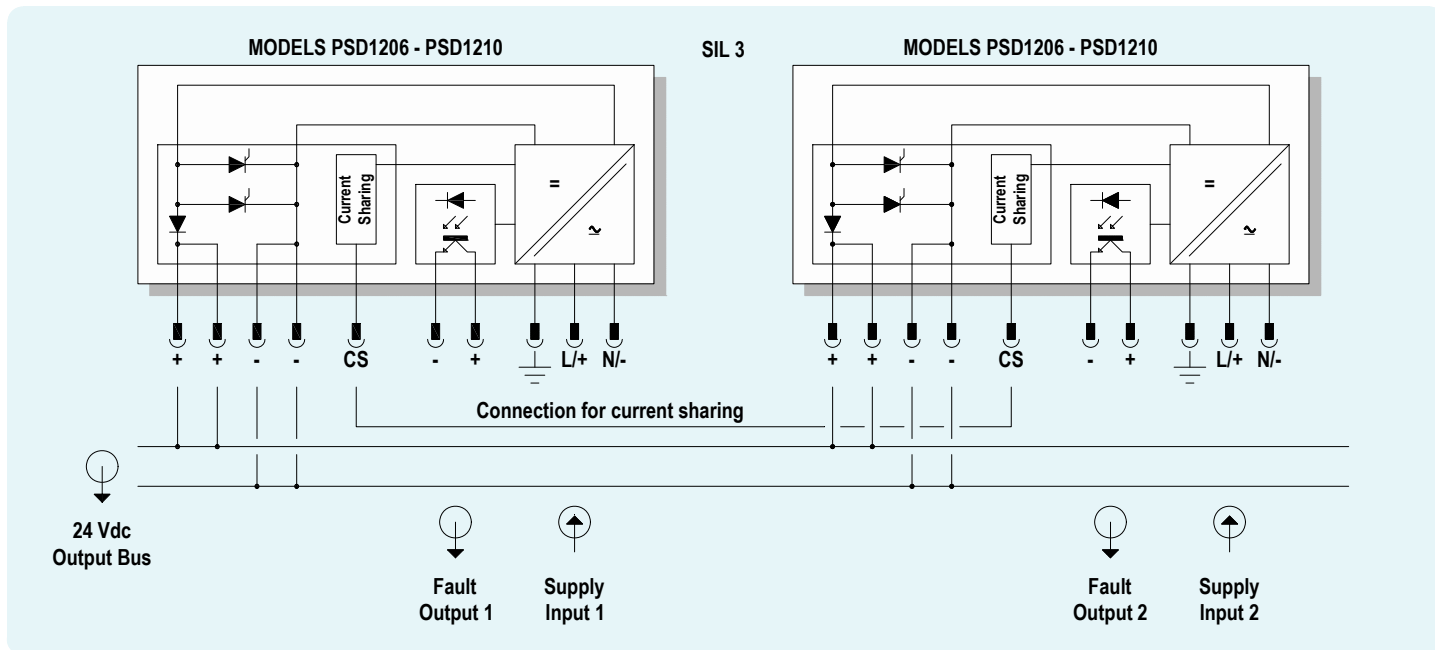 MODELS PSD1206 - PSD1210
SIL 3
MODELS PSD1206 - PSD1210
Current
Sharing
=
~
Current
Sharing
=
~
+ + - - CS - + L/+ N/-
+ + - - CS - + L/+ N/-
Connection for current sharing
24 Vdc
Output Bus
Fault
Output 1
Supply
Input 1
Fault
Output 2
Supply
Input 2